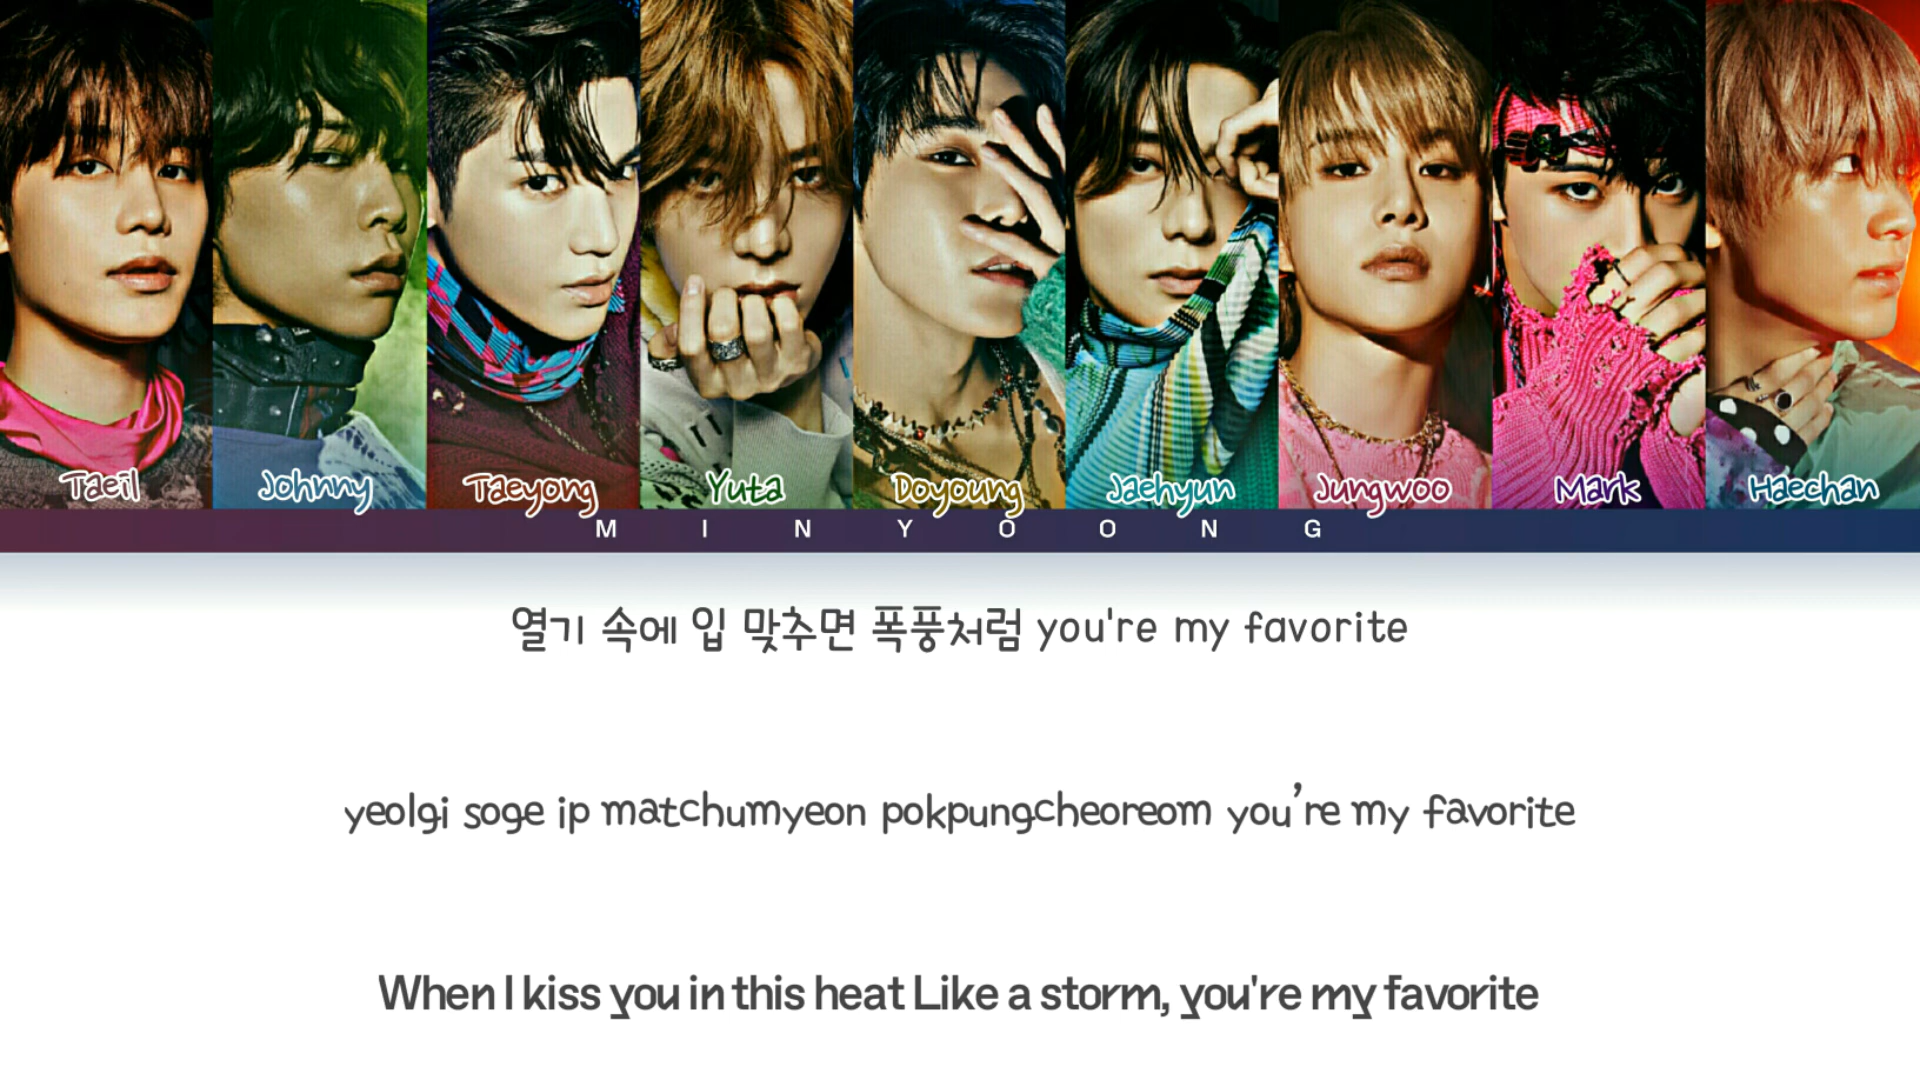 Taeil Johnny Taeyong Yuta Doyoung Jaehyun Jungwoo Mark Haechan
M I N Y O O N G
열기 속에 입 맞추면 폭풍처럼 you're my favorite
yeolgi soge ip matchumyeon pokpungcheoreom you’re my favorite
When I kiss you in this heat Like a storm, you're my favorite